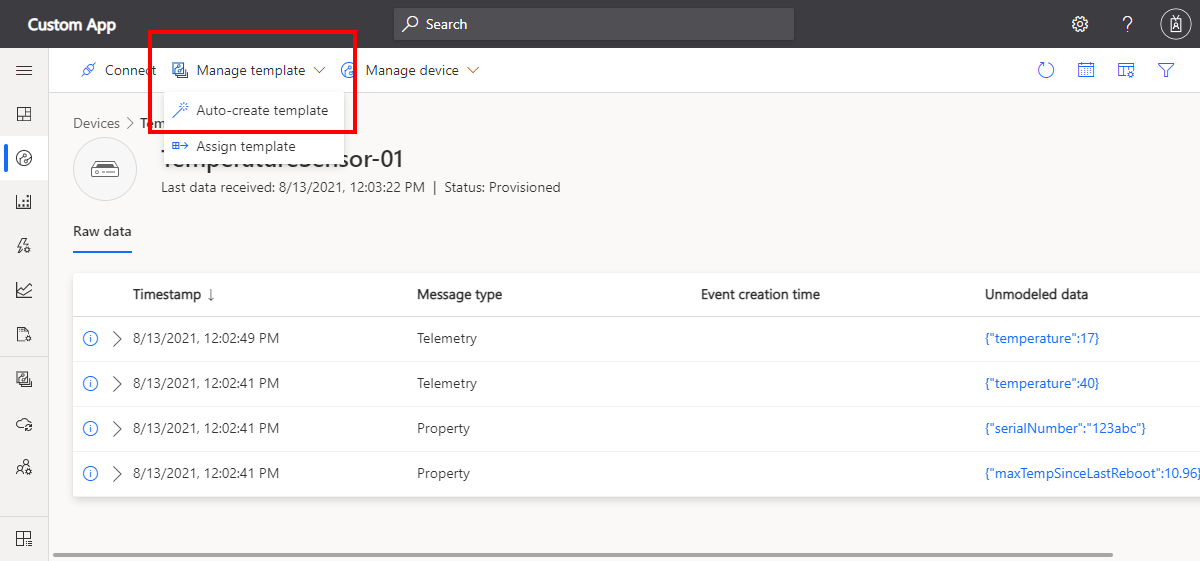 Custom App
Search
Connect Manage template Manage device
Auto-create template
Assign template
Devices > Tem
TemperatureSensor-01
Last data received: 8/13/2021, 12:03:22 PM | Status: Provisioned
Raw data
Timestamp ↓ Message type Event creation time Unmodeled data
8/13/2021, 12:02:49 PM Telemetry {"temperature":17}
8/13/2021, 12:02:41 PM Telemetry {"temperature":40}
8/13/2021, 12:02:41 PM Property {"serialNumber":"123abc"}
8/13/2021, 12:02:41 PM Property {"maxTempSinceLastReboot":10.96}